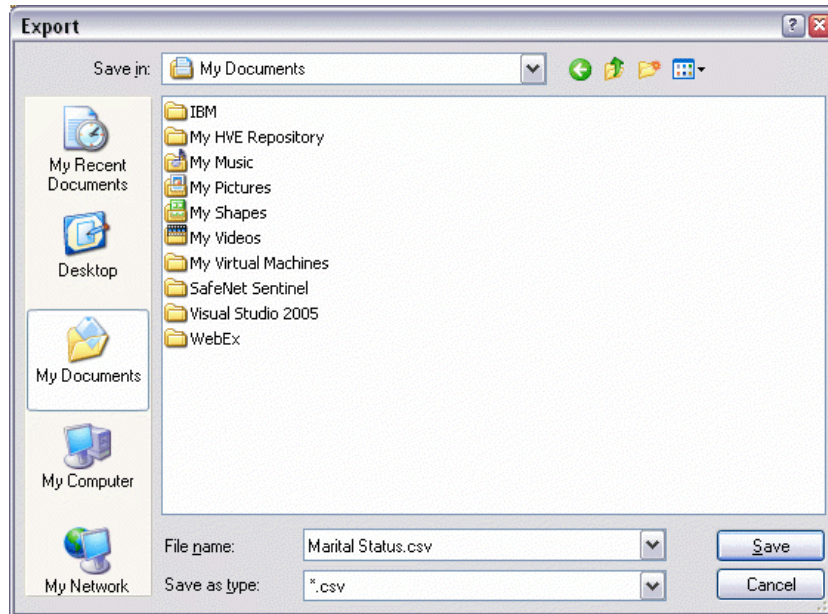 Export
Save in: My Documents
My Recent
Documents
Desktop
My Documents
My Computer
My Network
IBM
My HVE Repository
My Music
My Pictures
My Shapes
My Videos
My Virtual Machines
SafeNet Sentinel
Visual Studio 2005
WebEx
File name: Marital Status.csv Save
Save as type: *.csv Cancel